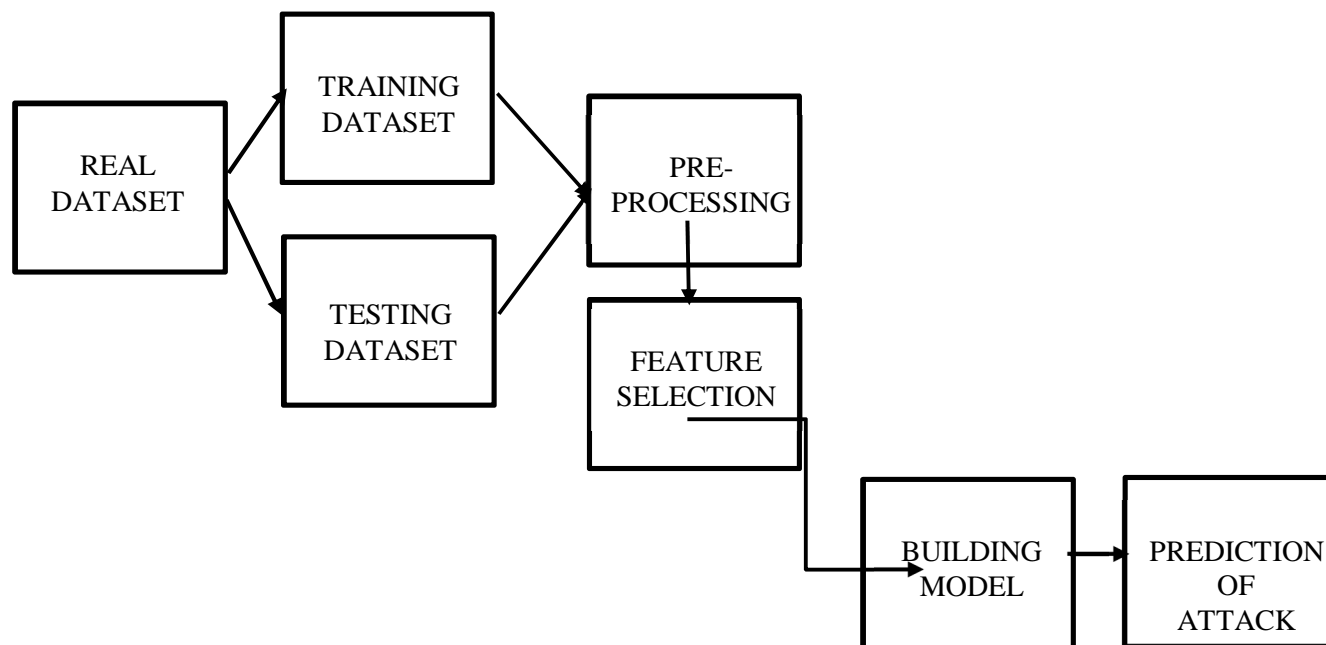 REAL
DATASET
TRAINING
DATASET
TESTING
DATASET
PRE-
PROCESSING
FEATURE
SELECTION
BUILDING
MODEL
PREDICTION
OF
ATTACK